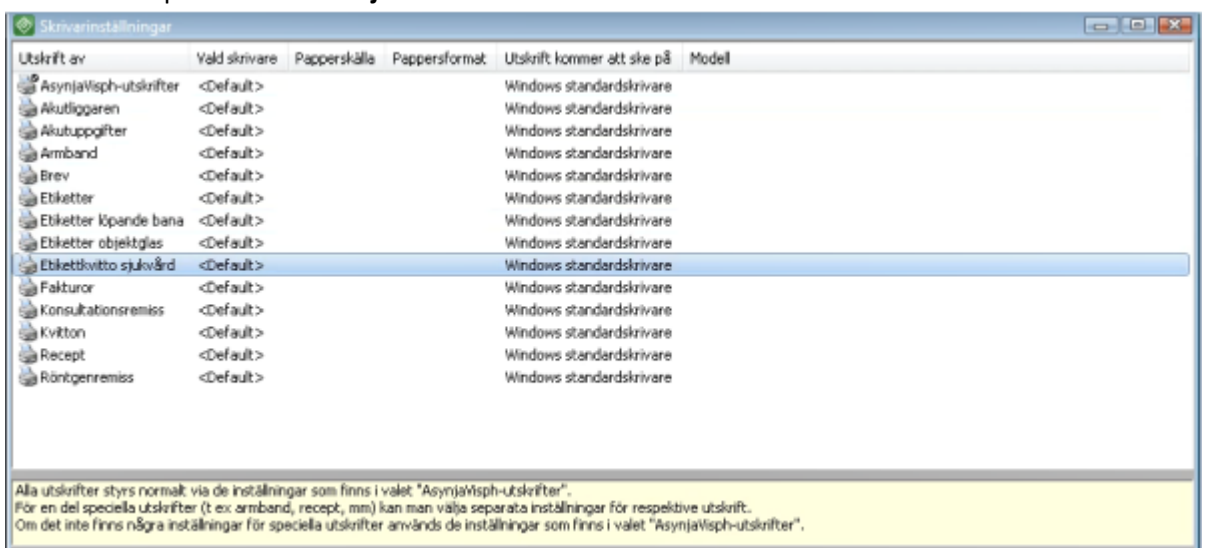 Skrivarinställningar
Utskrift av Vald skrivare Papperskälla Pappersformat Utskrift kommer att ske på Modell
AsynjaVisph-utskrifter <Default> Windows standardskrivare
Akutliggaren <Default> Windows standardskrivare
Akutuppgifter <Default> Windows standardskrivare
Armband <Default> Windows standardskrivare
Brev <Default> Windows standardskrivare
Etiketter <Default> Windows standardskrivare
Etiketter löpande bana <Default> Windows standardskrivare
Etiketter objektglas <Default> Windows standardskrivare
Etikettkvitto sjukvård <Default> Windows standardskrivare
Fakturor <Default> Windows standardskrivare
Konsultationsremiss <Default> Windows standardskrivare
Kvitton <Default> Windows standardskrivare
Recept <Default> Windows standardskrivare
Röntgenremiss <Default> Windows standardskrivare
Alla utskrifter styrs normalt via de inställningar som finns i valet "AsynjaVisph-utskrifter".
För en del speciella utskrifter (t ex armband, recept, mm) kan man välja separata inställningar för respektive utskrift.
Om det inte finns några inställningar för speciella utskrifter används de inställningar som finns i valet "AsynjaVisph-utskrifter".